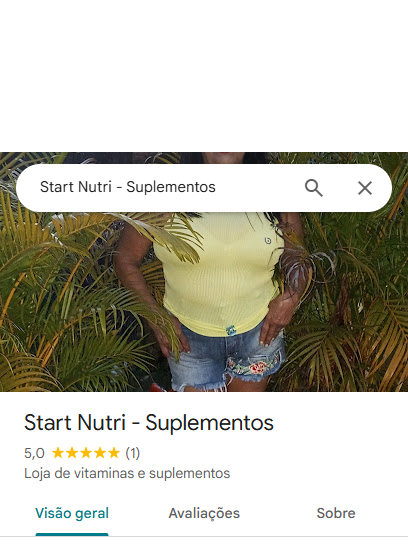 Start Nutri - Suplementos
Start Nutri - Suplementos
5,0 ★★★★★ (1)
Loja de vitaminas e suplementos
Visão geral Avaliações Sobre